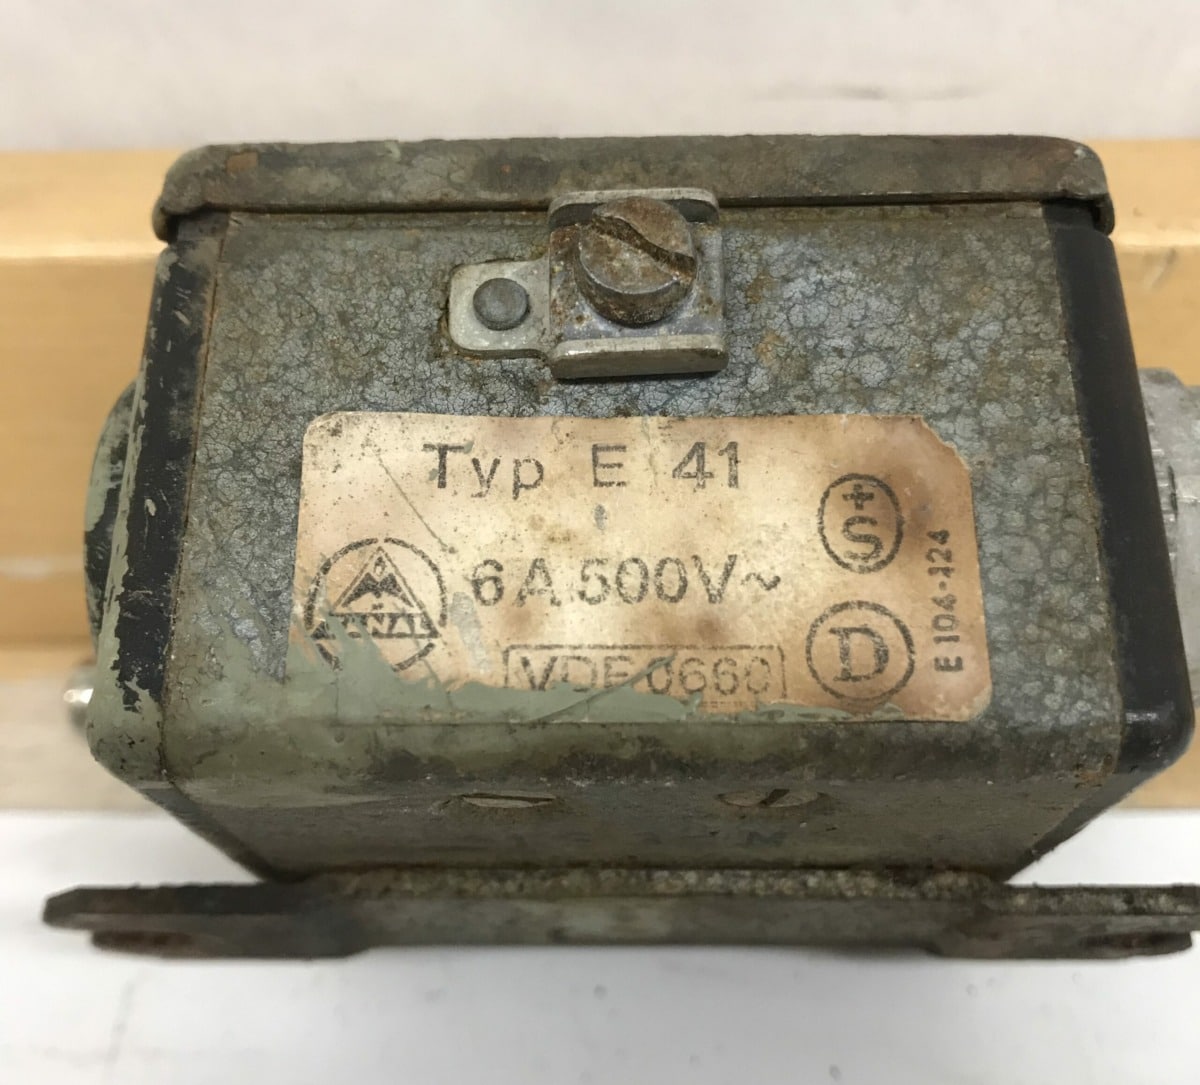 Typ E 41
+S
6A 500V~
E 104-124
VDE 0660
D